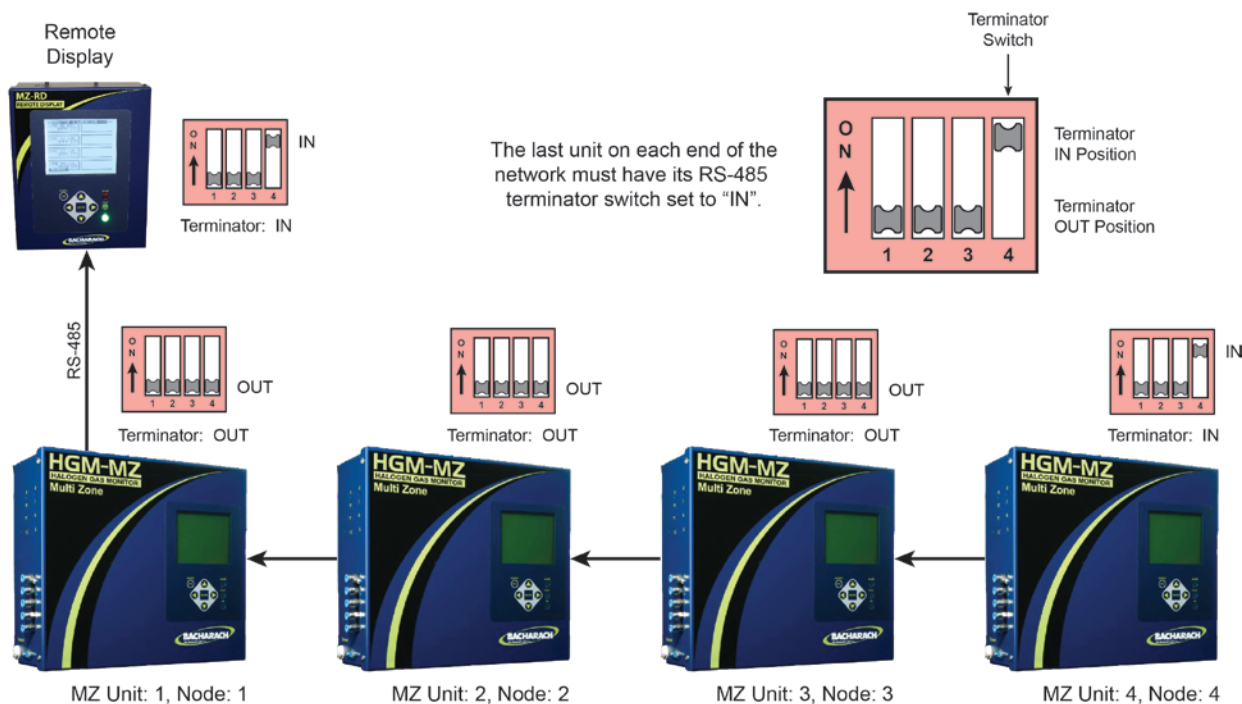 Remote
Display
MZ-RD
REMOTE DISPLAY
BACHARACH
O
N
1 2 3 4
IN
Terminator: IN
The last unit on each end of the
network must have its RS-485
terminator switch set to “IN”.
Terminator
Switch
O
N
1 2 3 4
Terminator
IN Position
Terminator
OUT Position
RS-485
O
N
1 2 3 4
OUT
Terminator: OUT
O
N
1 2 3 4
OUT
Terminator: OUT
O
N
1 2 3 4
OUT
Terminator: OUT
O
N
1 2 3 4
IN
Terminator: IN
HGM-MZ
HALOGEN GAS MONITOR
Multi Zone
BACHARACH
MZ Unit: 1, Node: 1
HGM-MZ
HALOGEN GAS MONITOR
Multi Zone
BACHARACH
MZ Unit: 2, Node: 2
HGM-MZ
HALOGEN GAS MONITOR
Multi Zone
BACHARACH
MZ Unit: 3, Node: 3
HGM-MZ
HALOGEN GAS MONITOR
Multi Zone
BACHARACH
MZ Unit: 4, Node: 4